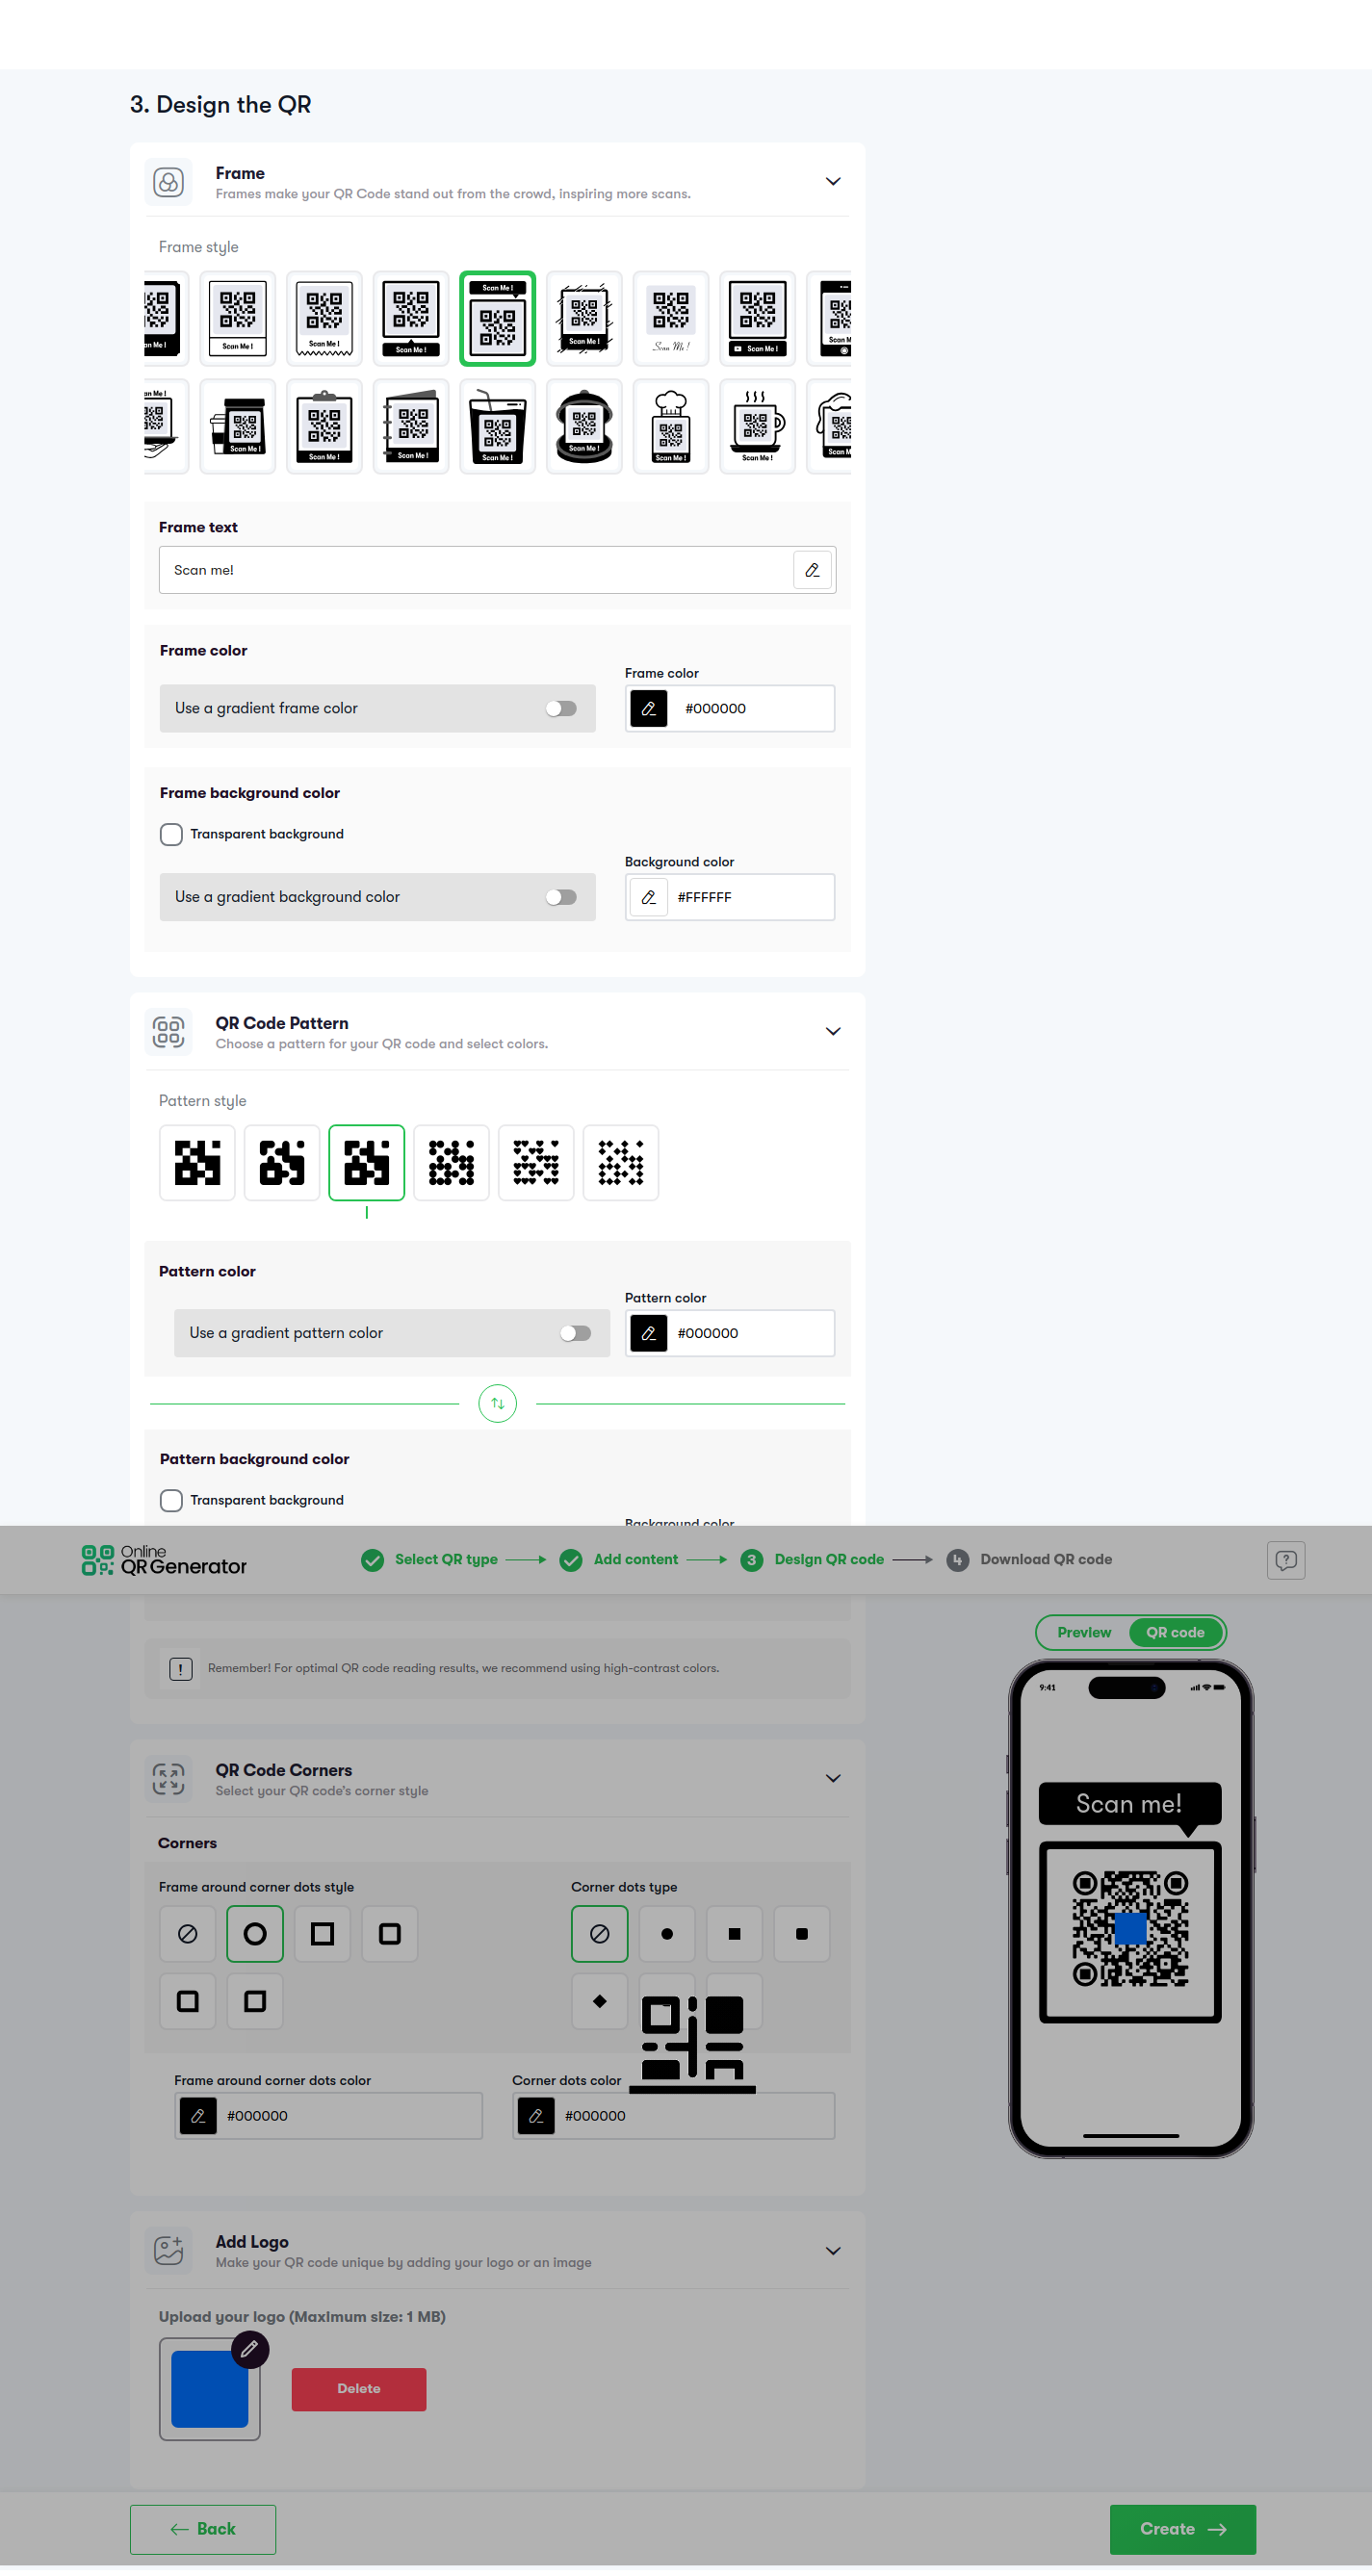 3. Design the QR
Frame
Frames make your QR Code stand out from the crowd, inspiring more scans.
Frame style
Scan Me !
Scan Me !
Scan Me !
Scan Me !
Scan Me !
Scan Me !
Scan Me !
Scan Me !
Scan Me !
Scan Me !
Scan Me !
Scan Me !
Scan Me !
Scan Me !
Frame text
Scan me!
Frame color
Frame color
Use a gradient frame color
#000000
Frame background color
Transparent background
Background color
Use a gradient background color
#FFFFFF
QR Code Pattern
Choose a pattern for your QR code and select colors.
Pattern style
Pattern color
Pattern color
Use a gradient pattern color
#000000
Pattern background color
Transparent background
Background color
Online
QR Generator
Select QR type
Add content
3 Design QR code
4 Download QR code
Preview
QR code
Remember! For optimal QR code reading results, we recommend using high-contrast colors.
9:41
QR Code Corners
Select your QR code's corner style
Scan me!
Corners
Frame around corner dots style
Corner dots type
Frame around corner dots color
Corner dots color
#000000
#000000
Add Logo
Make your QR code unique by adding your logo or an image
Upload your logo (Maximum size: 1 MB)
Delete
Back
Create